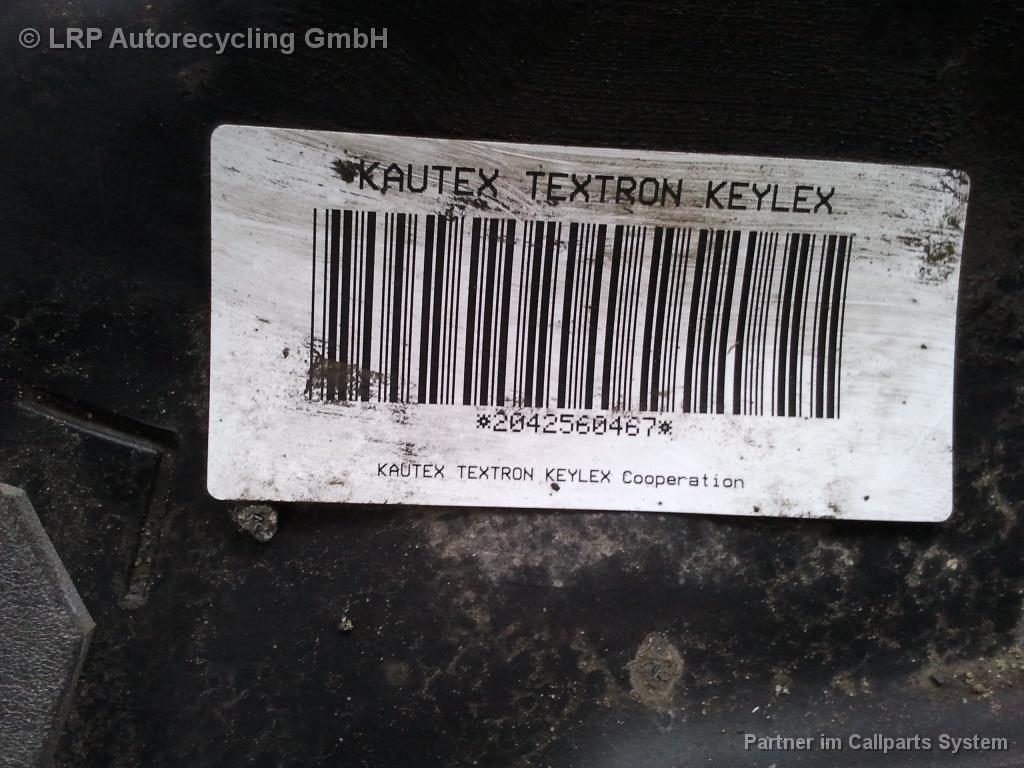 © LRP Autorecycling GmbH
KAUTEX TEXTRON KEYLEX
*2042560467*
KAUTEX TEXTRON KEYLEX Cooperation
Partner im Callparts System